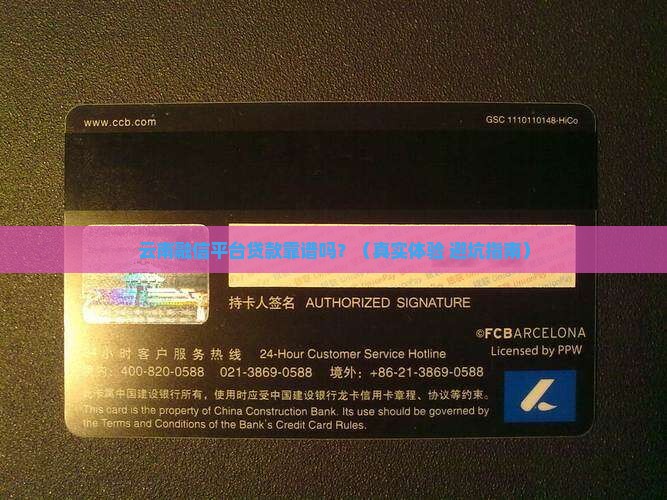 www.ccb.com
GSC 1110110148-HiCo
云南融信平台贷款靠谱吗？（真实体验 避坑指南）
持卡人签名 AUTHORIZED SIGNATURE
©FCBARCELONA
Licensed by PPW
小时客户服务热线 24-Hour Customer Service Hotline
400-820-0588 021-3869-0588 境外：+86-21-3869-0588
卡属中国建设银行所有，使用时应受中国建设银行龙卡信用卡章程、协议等约束。
This card is the property of China Construction Bank. Its use should be governed by
the Terms and Conditions of the Bank's Credit Card Rules.